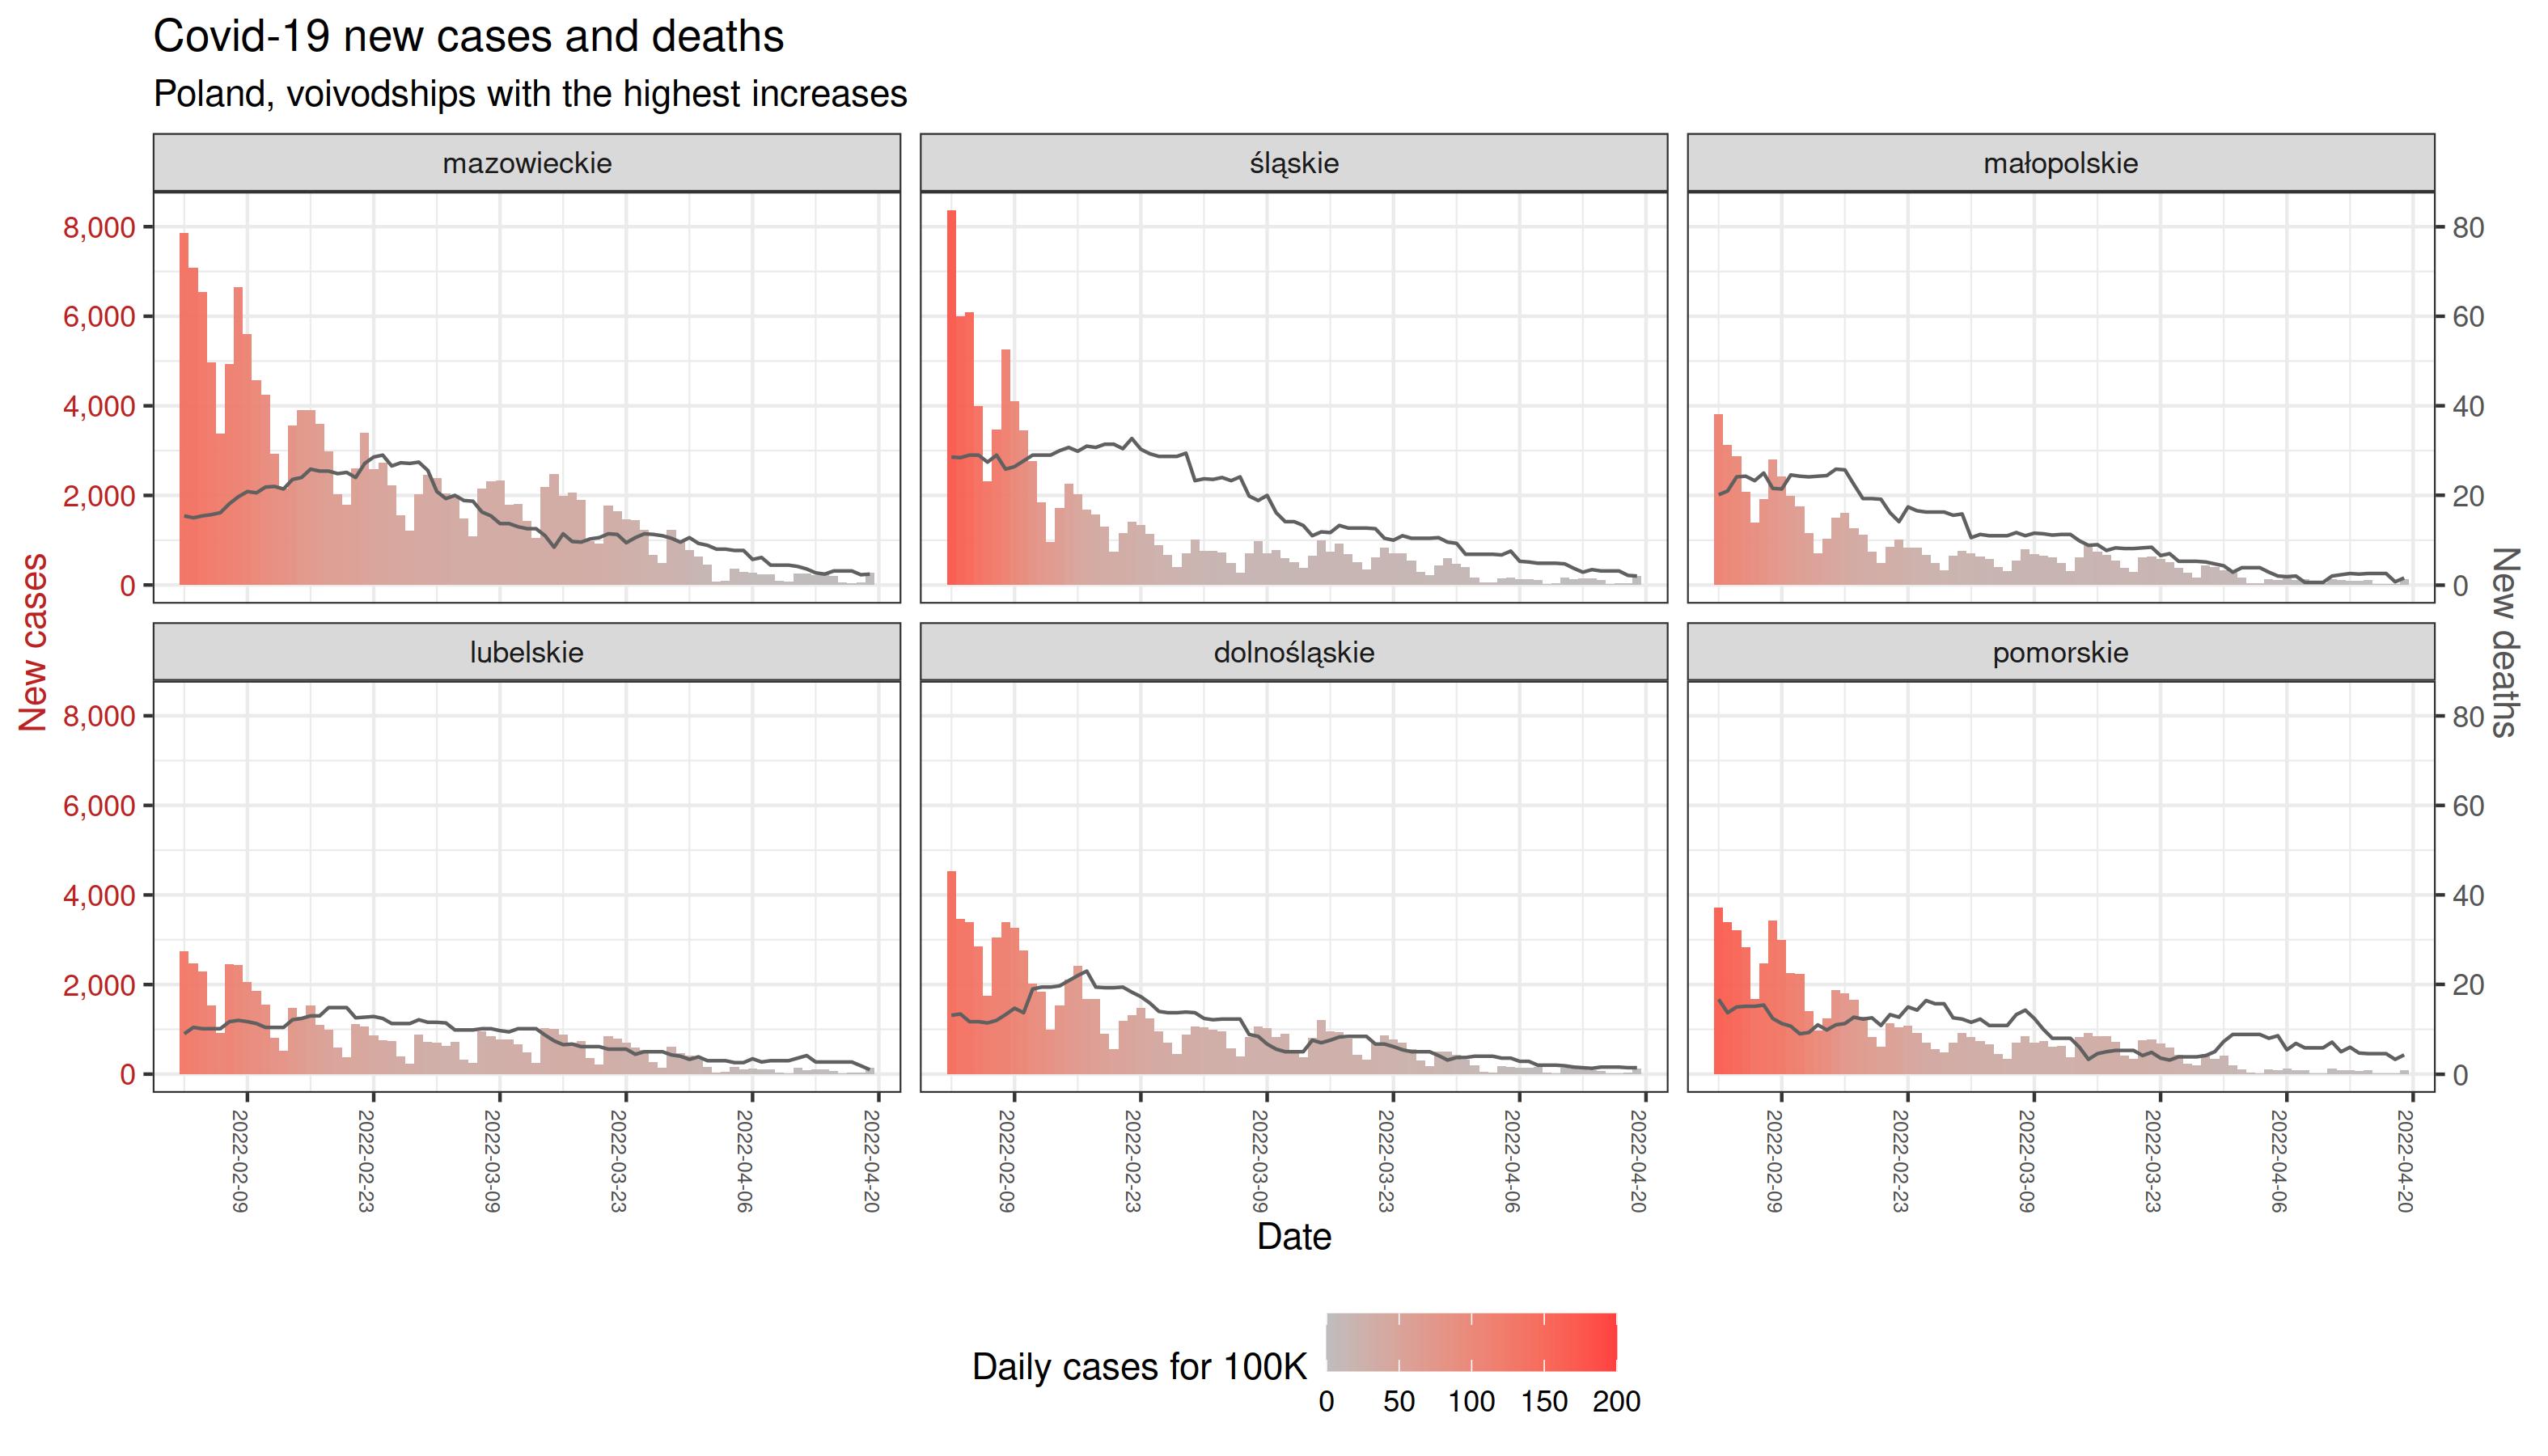 Covid-19 new cases and deaths
Poland, voivodships with the highest increases
mazowieckie
śląskie
małopolskie
8,000
6,000
4,000
2,000
0
80
60
40
20
0
New cases
New deaths
lubelskie
dolnośląskie
pomorskie
8,000
6,000
4,000
2,000
0
80
60
40
20
0
2022-02-09
2022-02-23
2022-03-09
2022-03-23
2022-04-06
2022-04-20
2022-02-09
2022-02-23
2022-03-09
2022-03-23
2022-04-06
2022-04-20
2022-02-09
2022-02-23
2022-03-09
2022-03-23
2022-04-06
2022-04-20
Date
Daily cases for 100K
0 50 100 150 200